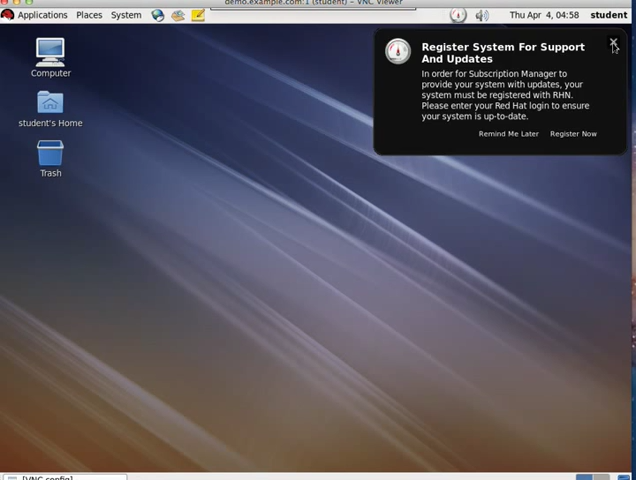 demo.example.com:1 (student) – VNC Viewer
Applications Places System Thu Apr 4, 04:58 student
Computer
student's Home
Trash
Register System For Support
And Updates
In order for Subscription Manager to
provide your system with updates, your
system must be registered with RHN.
Please enter your Red Hat login to ensure
your system is up-to-date.
Remind Me Later Register Now
[VNC config]